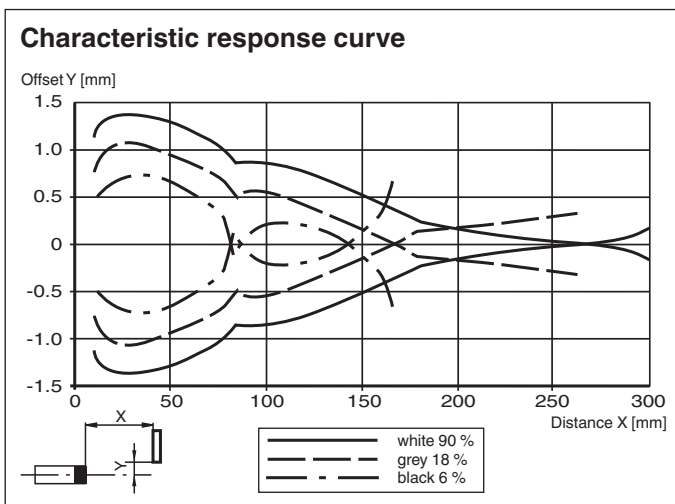 Characteristic response curve
Offset Y [mm]
1.5
1.0
0.5
0
-0.5
-1.0
-1.5
0 50 100 150 200 250 300
Distance X [mm]
X
Y
white 90 %
grey 18 %
black 6 %